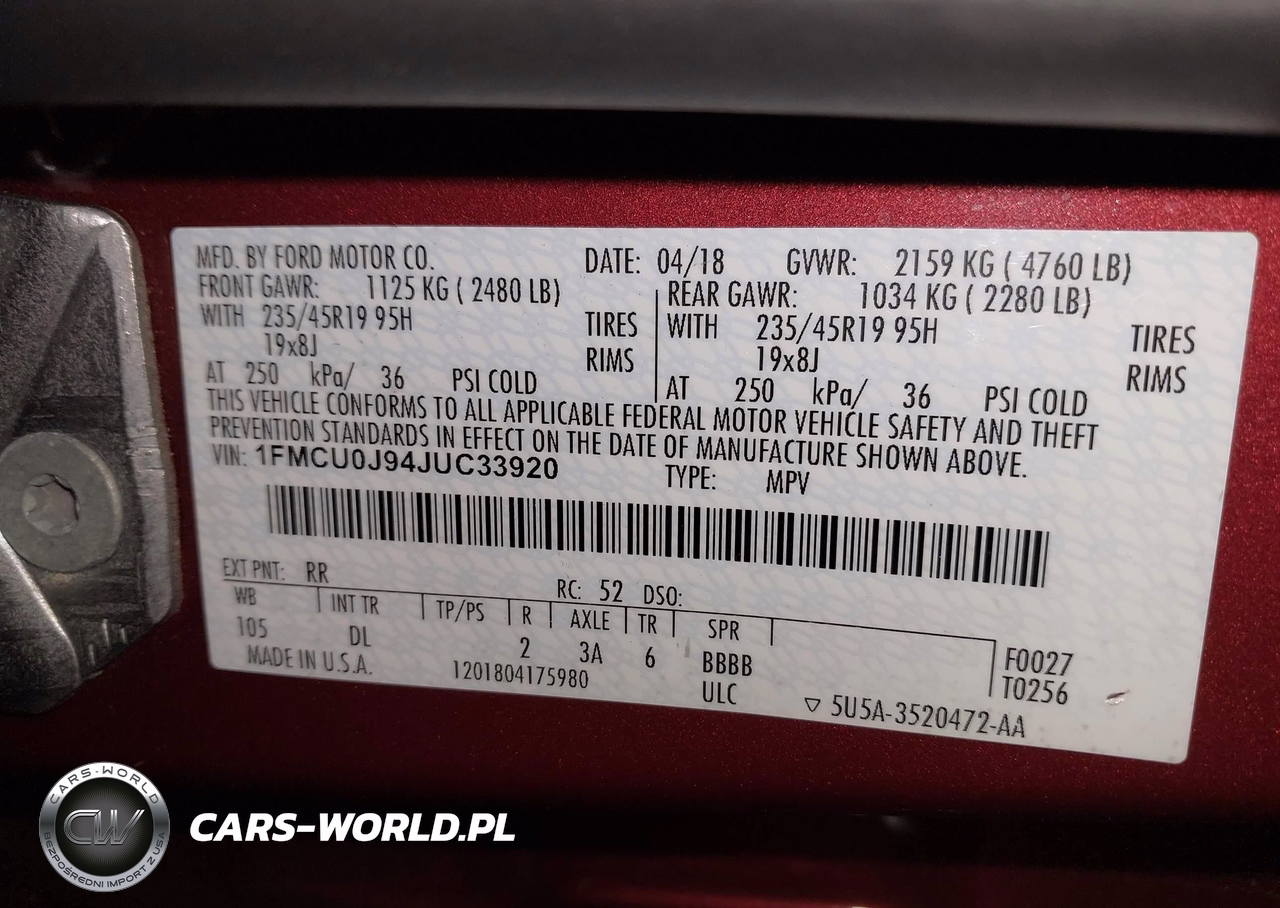 MFD. BY FORD MOTOR CO. DATE: 04/18 GVWR: 2159 KG ( 4760 LB)
FRONT GAWR: 1125 KG ( 2480 LB) REAR GAWR: 1034 KG ( 2280 LB)
WITH 235/45R19 95H TIRES WITH 235/45R19 95H TIRES
19x8J RIMS 19x8J RIMS
AT 250 kPa/ 36 PSI COLD AT 250 kPa/ 36 PSI COLD
THIS VEHICLE CONFORMS TO ALL APPLICABLE FEDERAL MOTOR VEHICLE SAFETY AND THEFT
PREVENTION STANDARDS IN EFFECT ON THE DATE OF MANUFACTURE SHOWN ABOVE.
VIN: 1FMCU0J94JUC33920 TYPE: MPV
EXT PNT: RR RC: 52 DSO:
WB INT TR TP/PS R AXLE TR SPR
105 DL 2 3A 6 BBBB F0027
MADE IN U.S.A. 1201804175980 ULC T0256
▽ 5U5A-3520472-AA
CARS-WORLD
CW
BEZPOŚREDNI IMPORT Z USA
CARS-WORLD.PL